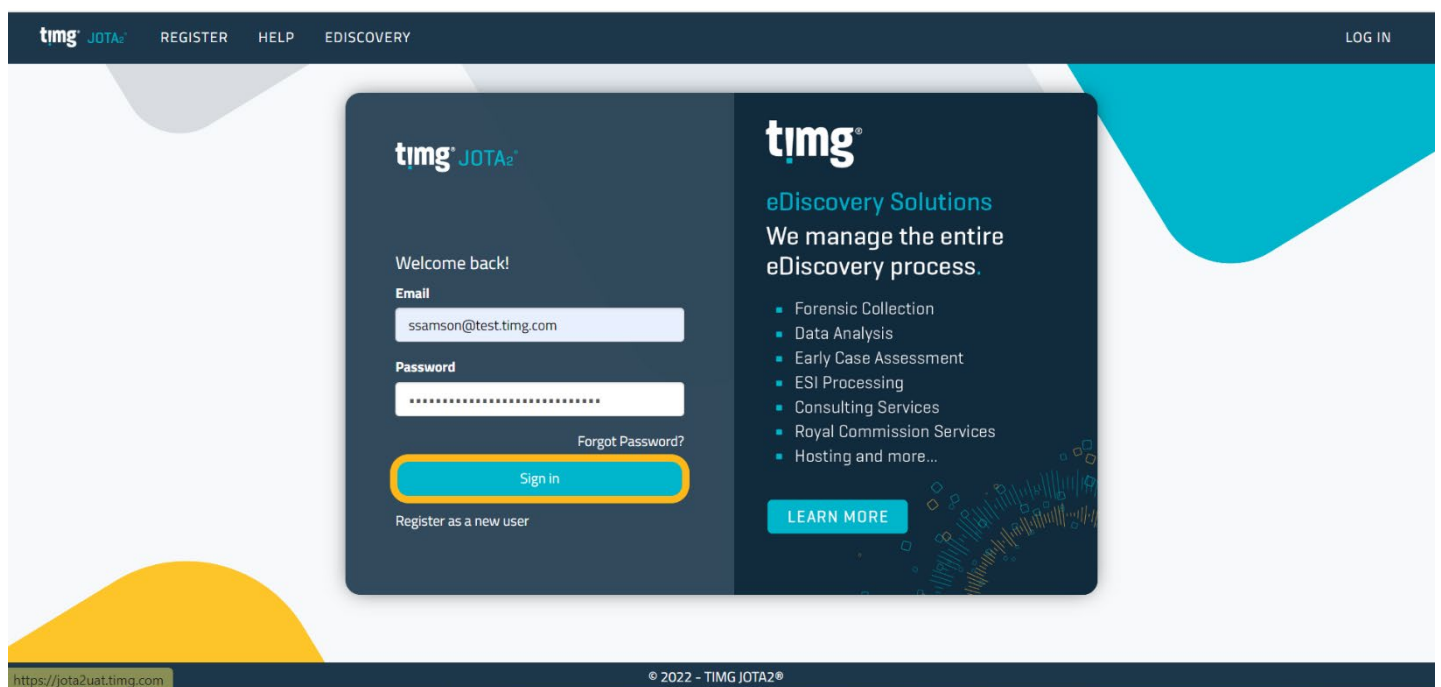 timg® JOTA2® REGISTER HELP EDISCOVERY LOG IN
timg® JOTA2®
Welcome back!
Email
ssamson@test.timg.com
Password
Forgot Password?
Sign in
Register as a new user
timg®
eDiscovery Solutions
We manage the entire
eDiscovery process.
Forensic Collection
Data Analysis
Early Case Assessment
ESI Processing
Consulting Services
Royal Commission Services
Hosting and more...
LEARN MORE
https://jota2uat.timg.com
© 2022 - TIMG JOTA2®